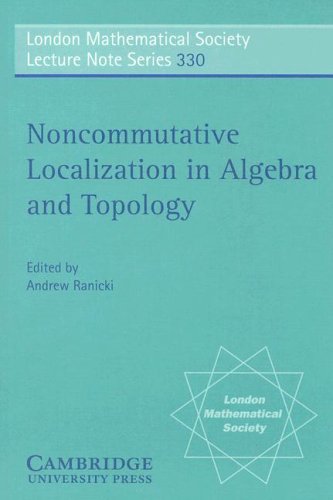 London Mathematical Society
Lecture Note Series 330
Noncommutative
Localization in Algebra
and Topology
Edited by
Andrew Ranicki
London
Mathematical
Society
CAMBRIDGE
UNIVERSITY PRESS